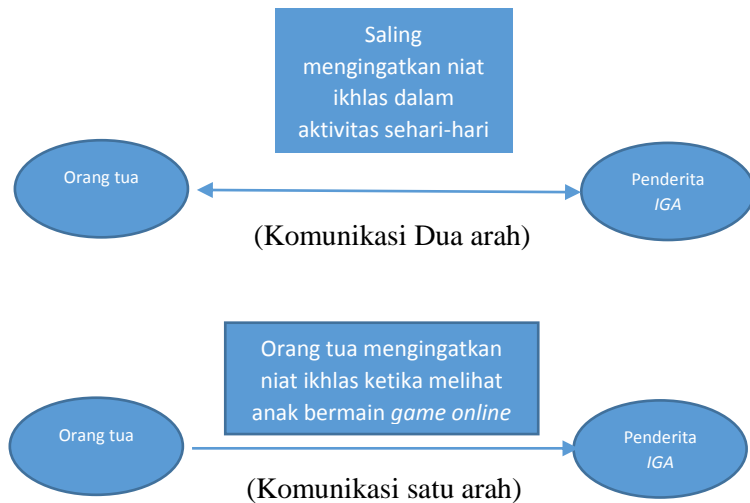 Saling
mengingatkan niat
ikhlas dalam
aktivitas sehari-hari
Orang tua
Penderita
IGA
(Komunikasi Dua arah)
Orang tua mengingatkan
niat ikhlas ketika melihat
anak bermain game online
Orang tua
Penderita
IGA
(Komunikasi satu arah)